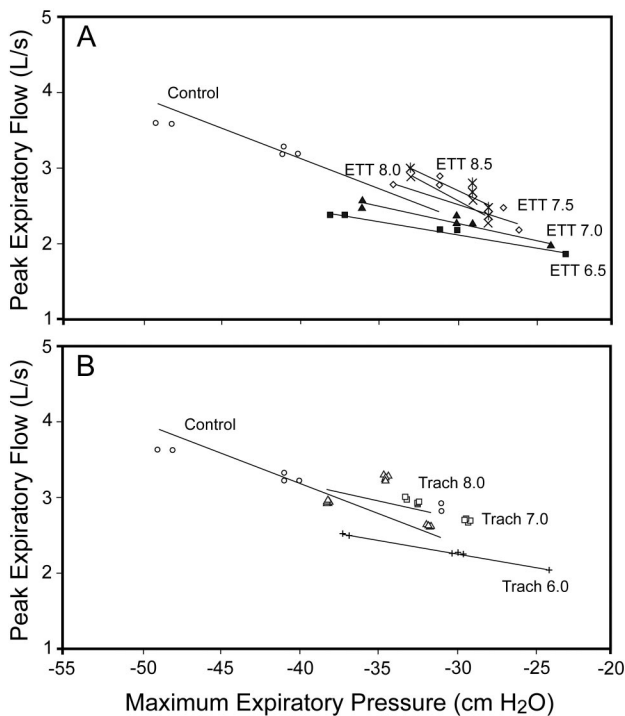 A
5
4
3
2
1
Peak Expiratory Flow (L/s)
Control
ETT 8.0
ETT 8.5
ETT 7.5
ETT 7.0
ETT 6.5
B
5
4
3
2
1
Peak Expiratory Flow (L/s)
Control
Trach 8.0
Trach 7.0
Trach 6.0
-55
-50
-45
-40
-35
-30
-25
-20
Maximum Expiratory Pressure (cm H₂O)